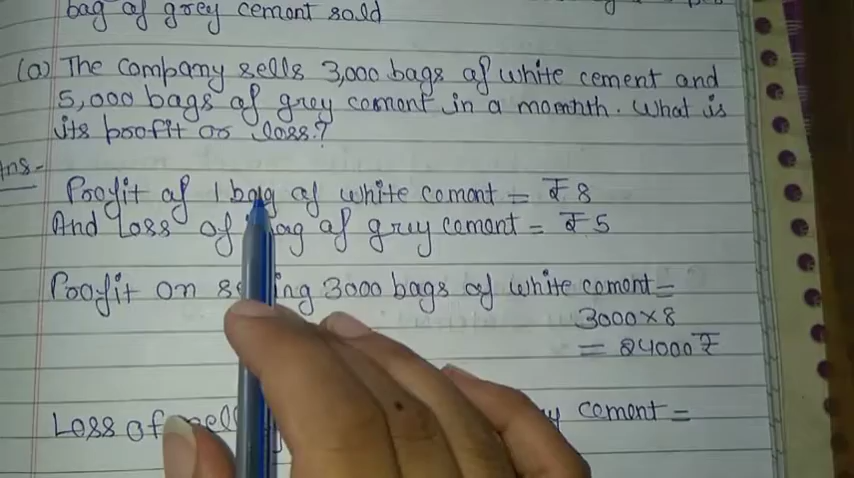 bag of grey cement sold
(a) The company sells 3,000 bags of white cement and
5,000 bags of grey cement in a month. What is
its profit or loss?
Ans-
Profit of 1 bag of white cement = ₹ 8
And Loss of bag of grey cement = ₹ 5
Profit on selling 3000 bags of white cement =
3000 × 8
= 24000 ₹
Loss of cement =